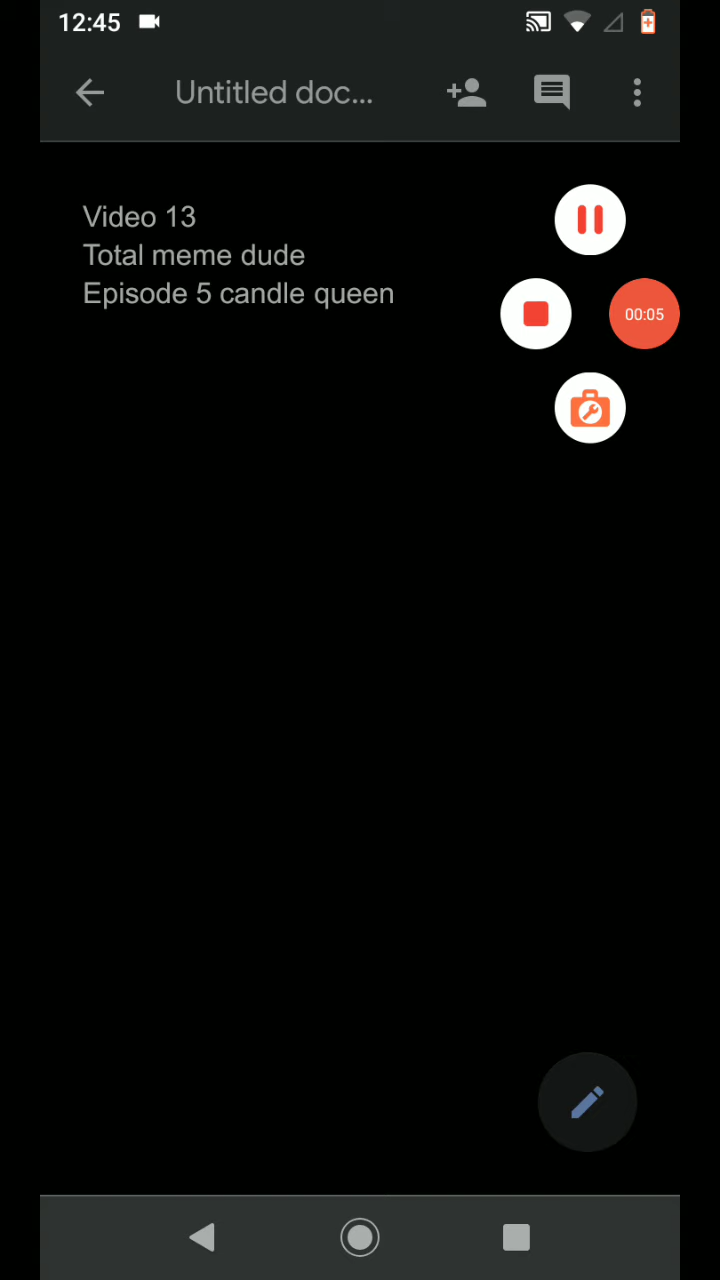 12:45
Untitled doc...
Video 13
Total meme dude
Episode 5 candle queen
00:05